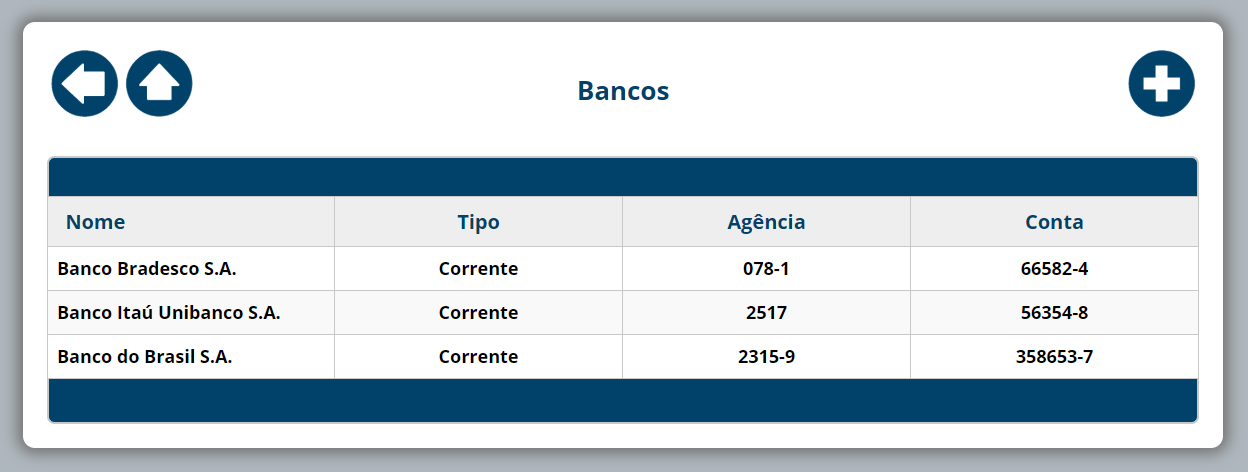 Bancos
Nome Tipo Agência Conta
Banco Bradesco S.A. Corrente 078-1 66582-4
Banco Itaú Unibanco S.A. Corrente 2517 56354-8
Banco do Brasil S.A. Corrente 2315-9 358653-7